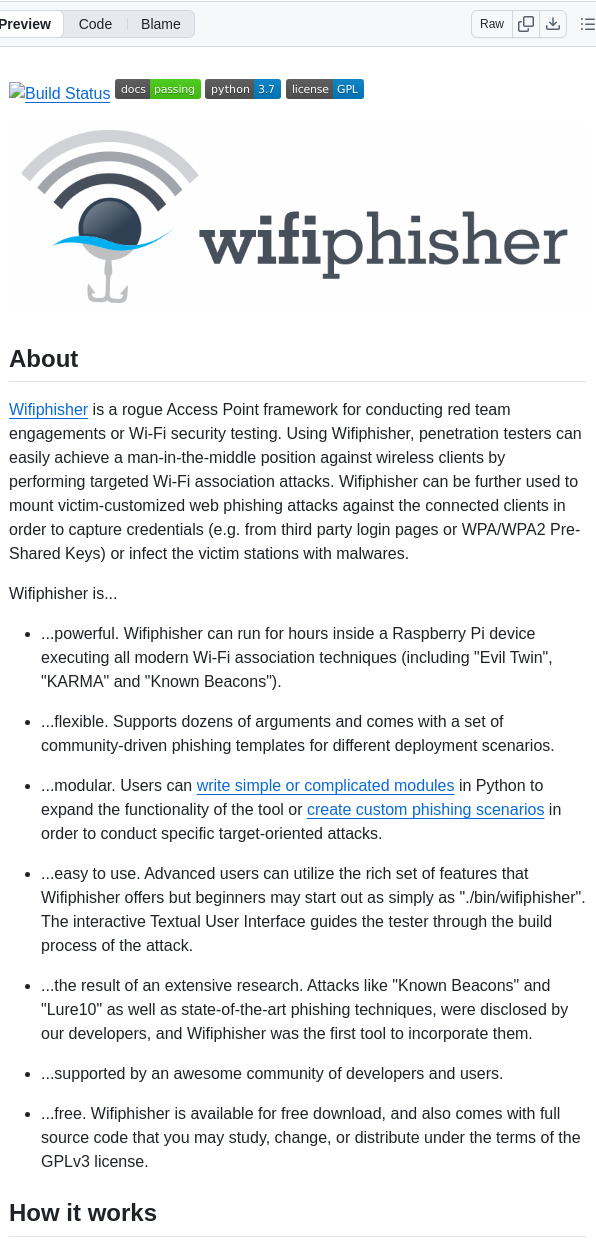 Preview Code Blame Raw
Build Status docs passing python 3.7 license GPL
wifiphisher
About
Wifiphisher is a rogue Access Point framework for conducting red team
engagements or Wi-Fi security testing. Using Wifiphisher, penetration testers can
easily achieve a man-in-the-middle position against wireless clients by
performing targeted Wi-Fi association attacks. Wifiphisher can be further used to
mount victim-customized web phishing attacks against the connected clients in
order to capture credentials (e.g. from third party login pages or WPA/WPA2 Pre-
Shared Keys) or infect the victim stations with malwares.
Wifiphisher is...
...powerful. Wifiphisher can run for hours inside a Raspberry Pi device
executing all modern Wi-Fi association techniques (including "Evil Twin",
"KARMA" and "Known Beacons").
...flexible. Supports dozens of arguments and comes with a set of
community-driven phishing templates for different deployment scenarios.
...modular. Users can write simple or complicated modules in Python to
expand the functionality of the tool or create custom phishing scenarios in
order to conduct specific target-oriented attacks.
...easy to use. Advanced users can utilize the rich set of features that
Wifiphisher offers but beginners may start out as simply as "./bin/wifiphisher".
The interactive Textual User Interface guides the tester through the build
process of the attack.
...the result of an extensive research. Attacks like "Known Beacons" and
"Lure10" as well as state-of-the-art phishing techniques, were disclosed by
our developers, and Wifiphisher was the first tool to incorporate them.
...supported by an awesome community of developers and users.
...free. Wifiphisher is available for free download, and also comes with full
source code that you may study, change, or distribute under the terms of the
GPLv3 license.
How it works